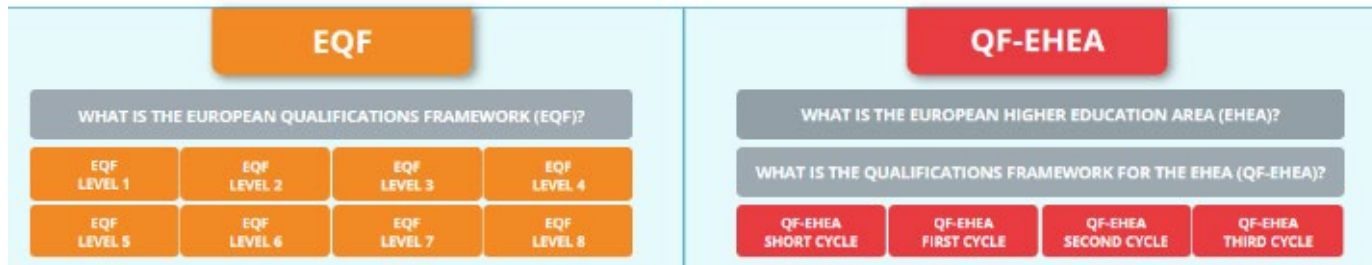 EQF
WHAT IS THE EUROPEAN QUALIFICATIONS FRAMEWORK (EQF)?
EQF
LEVEL 1
EQF
LEVEL 2
EQF
LEVEL 3
EQF
LEVEL 4
EQF
LEVEL 5
EQF
LEVEL 6
EQF
LEVEL 7
EQF
LEVEL 8
QF-EHEA
WHAT IS THE EUROPEAN HIGHER EDUCATION AREA (EHEA)?
WHAT IS THE QUALIFICATIONS FRAMEWORK FOR THE EHEA (QF-EHEA)?
QF-EHEA
SHORT CYCLE
QF-EHEA
FIRST CYCLE
QF-EHEA
SECOND CYCLE
QF-EHEA
THIRD CYCLE